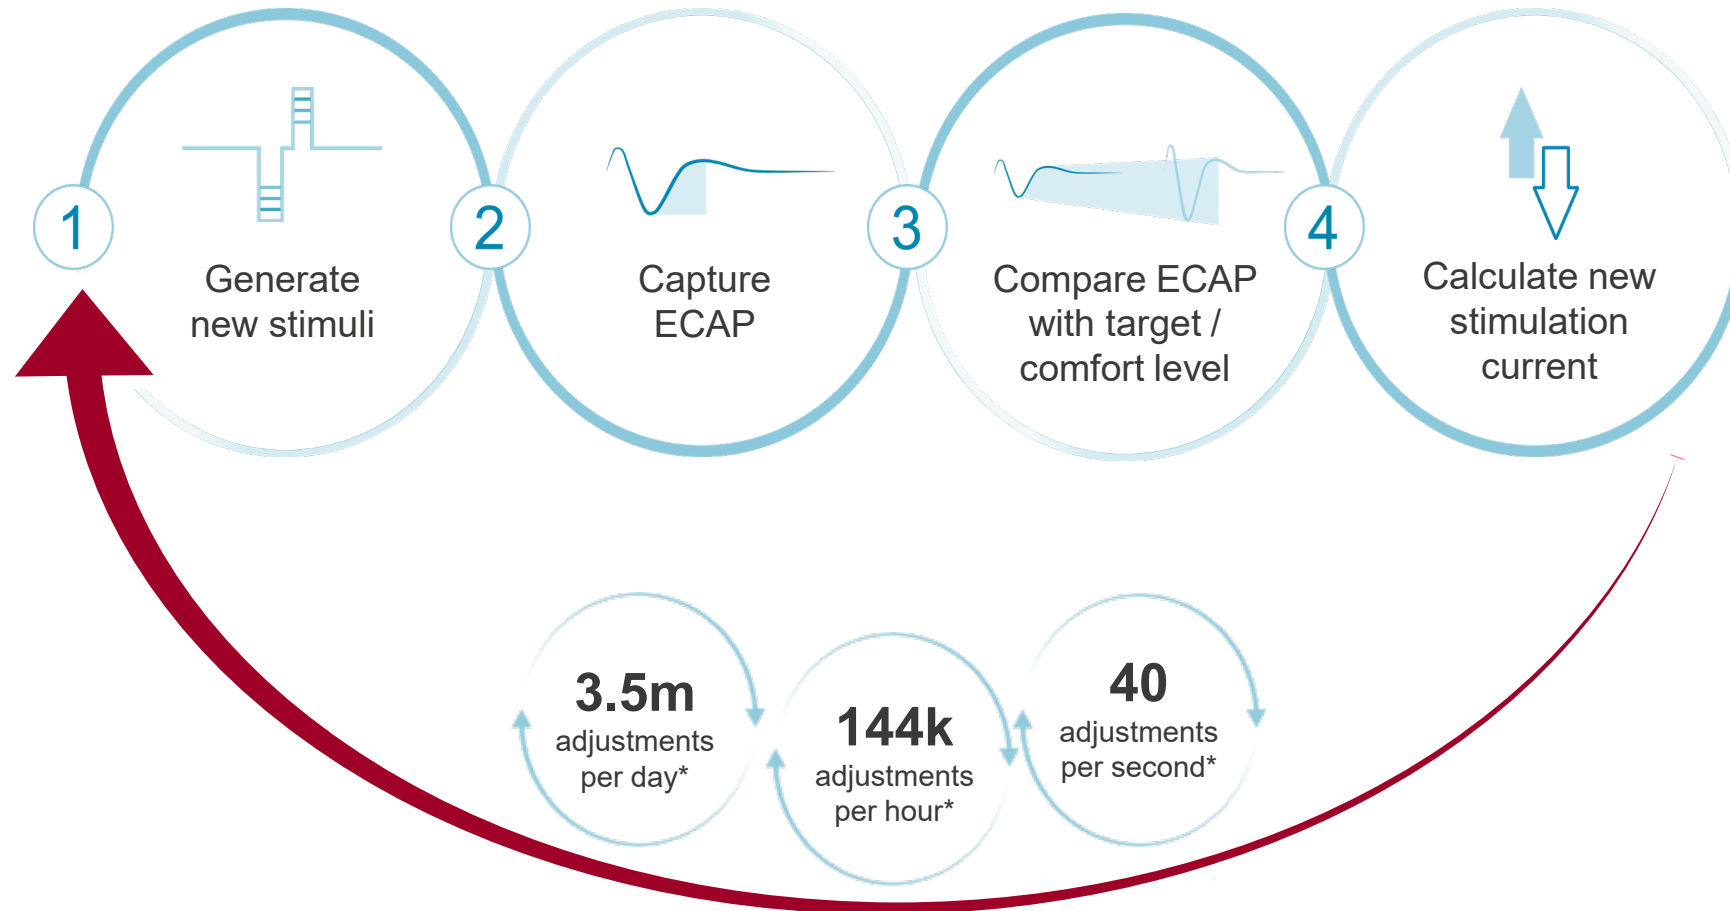 1
Generate
new stimuli
2
Capture
ECAP
3
Compare ECAP
with target /
comfort level
4
Calculate new
stimulation
current
3.5m
adjustments
per day*
144k
adjustments
per hour*
40
adjustments
per second*